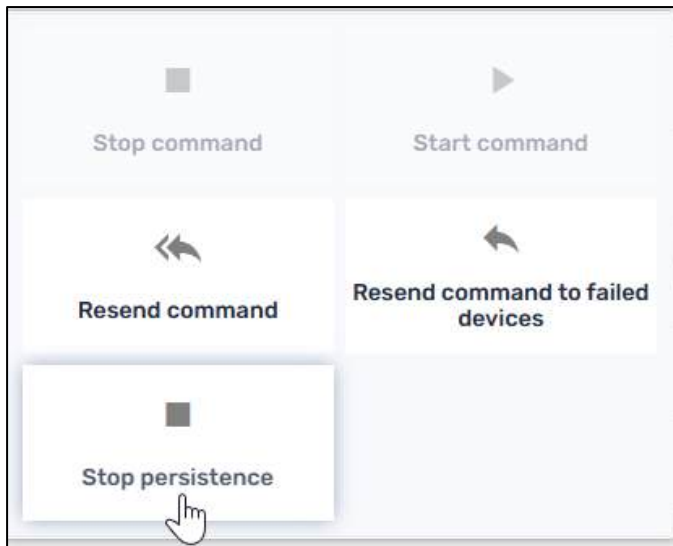 Stop command
Start command
Resend command
Resend command to failed
devices
Stop persistence